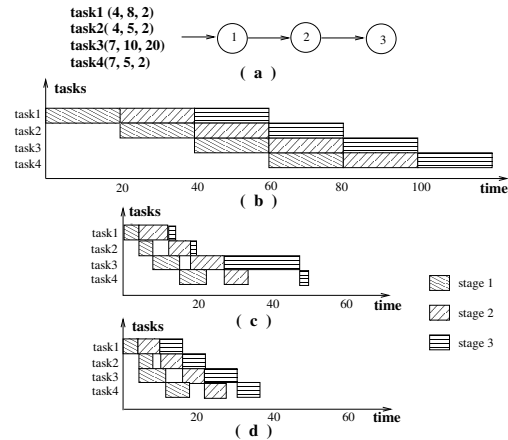 task1 (4, 8, 2)
task2( 4, 5, 2)
task3(7, 10, 20)
task4(7, 5, 2)
1 2 3
( a )
tasks
task1
task2
task3
task4
20 40 60 80 100 time
( b )
tasks
task1
task2
task3
task4
20 40 60 time
( c )
stage 1
stage 2
stage 3
tasks
task1
task2
task3
task4
20 40 60 time
( d )